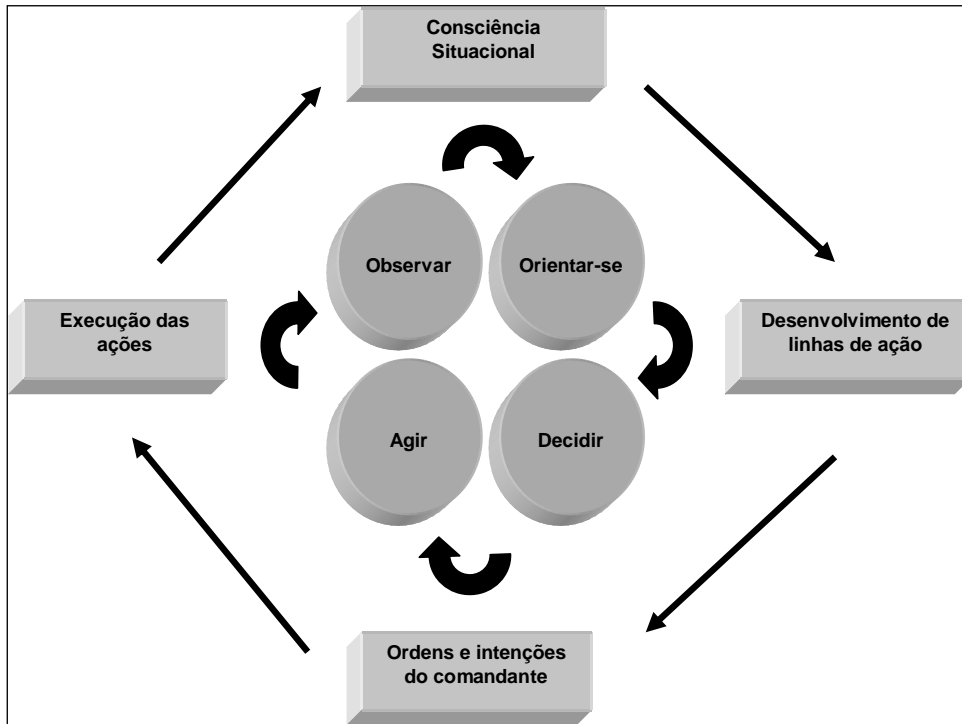 Consciência
Situacional
Observar
Orientar-se
Execução das
ações
Desenvolvimento de
linhas de ação
Agir
Decidir
Ordens e intenções
do comandante